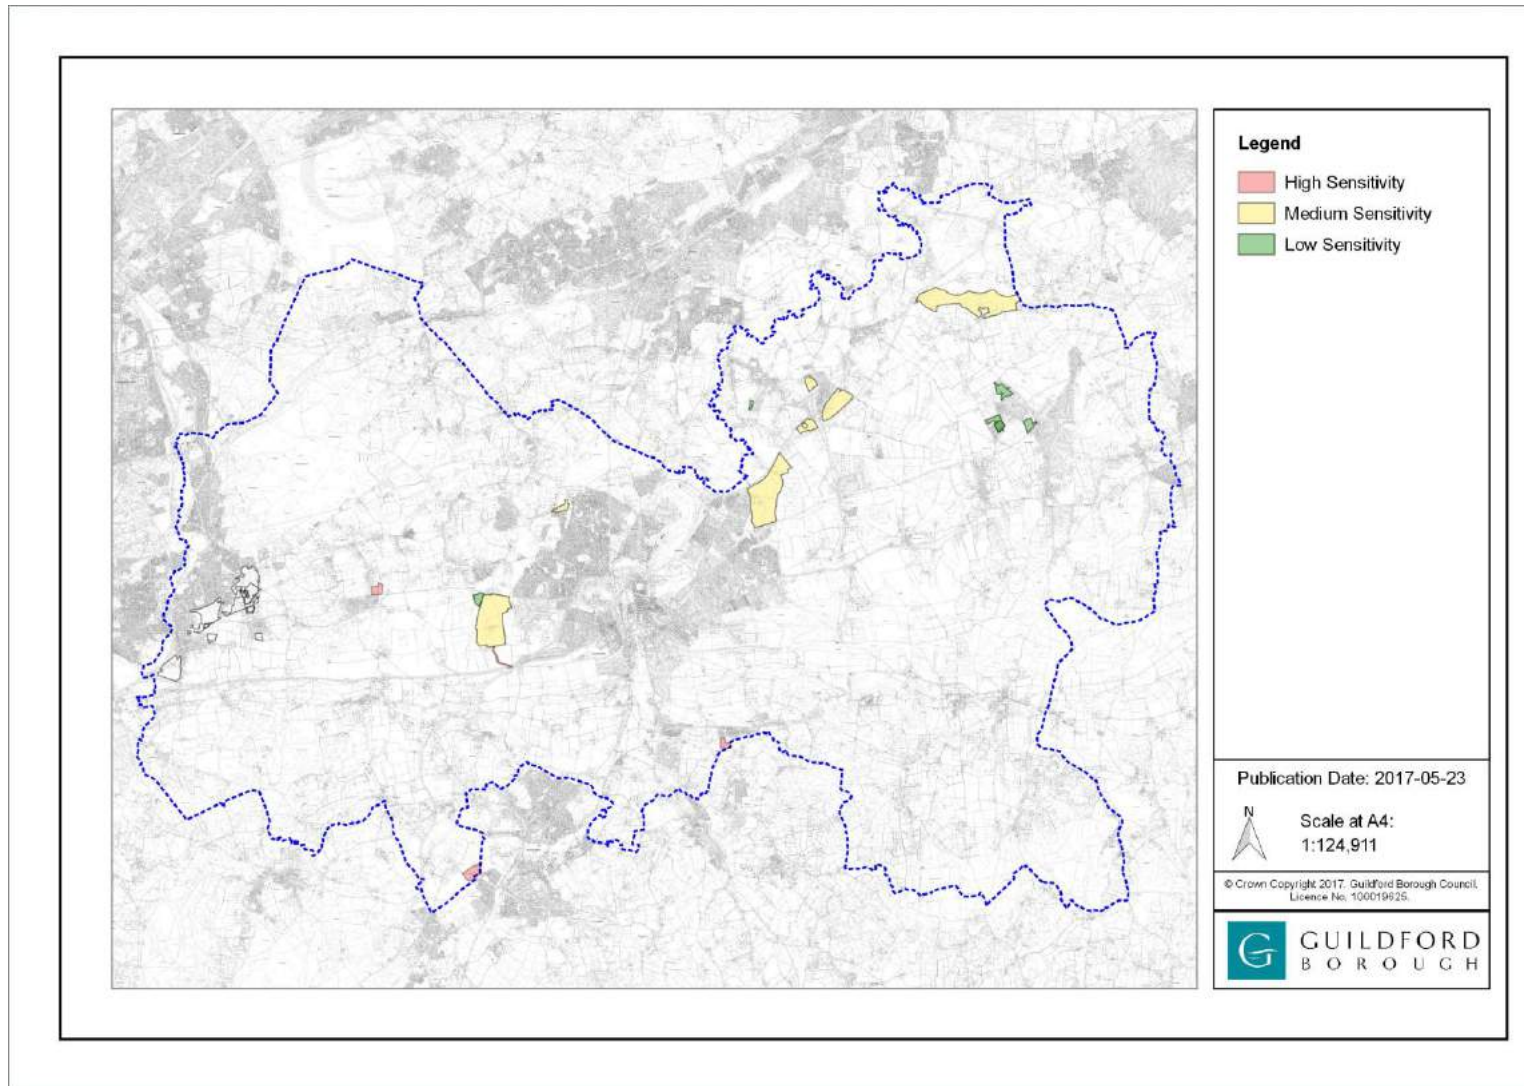 Legend
High Sensitivity
Medium Sensitivity
Low Sensitivity
Publication Date: 2017-05-23
N
Scale at A4:
1:124,911
© Crown Copyright 2017. Guildford Borough Council.
Licence No. 100019625.
G
GUILDFORD
BOROUGH